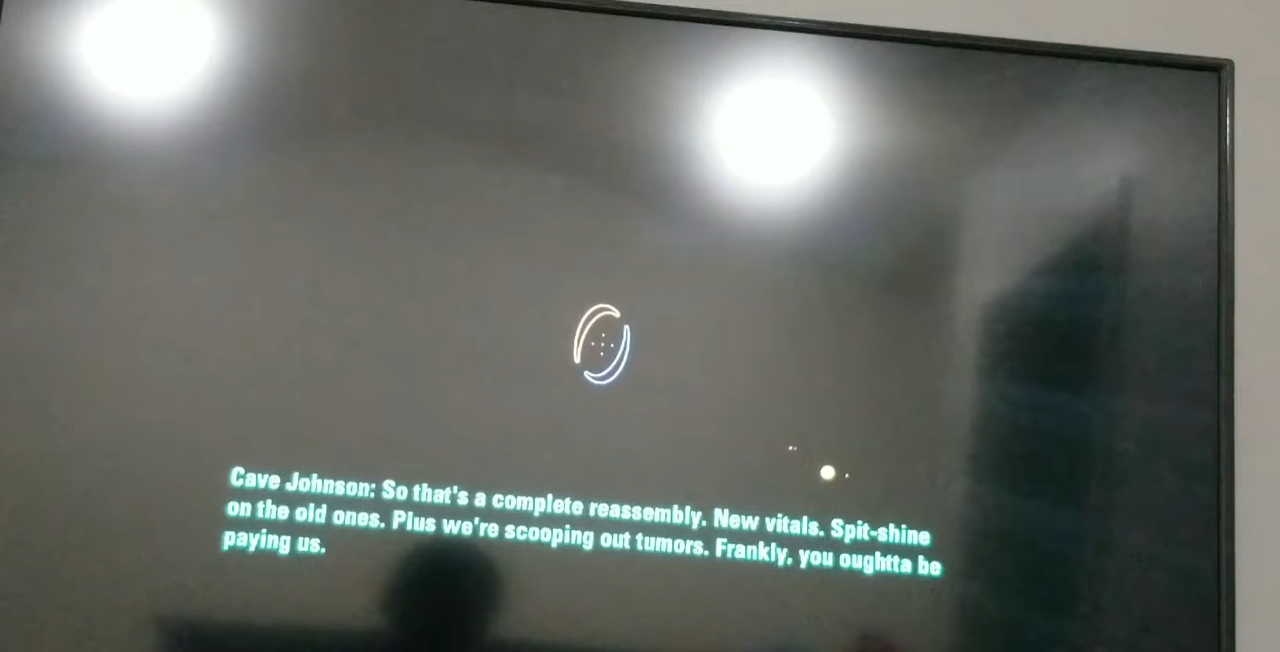 Cave Johnson: So that's a complete reassembly. New vitals. Spit-shine
on the old ones. Plus we're scooping out tumors. Frankly, you oughtta be
paying us.